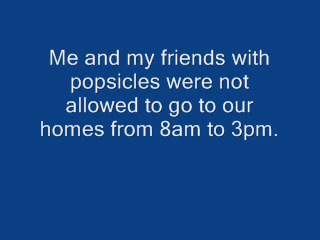 Me and my friends with
popsicles were not
allowed to go to our
homes from 8am to 3pm.